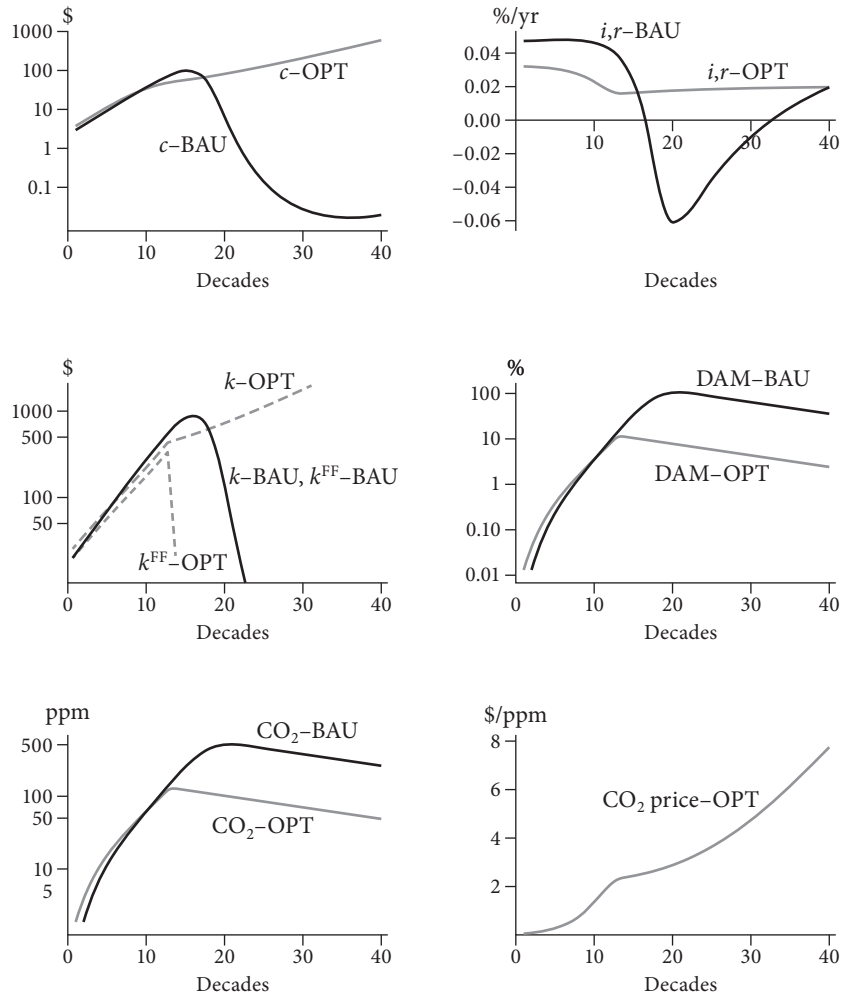 $
1000
100
10
1
0.1
c–OPT
c–BAU
0 10 20 30 40
Decades
%/yr
0.04
0.02
0.00
–0.02
–0.04
–0.06
i,r–BAU
i,r–OPT
10 20 30 40
Decades
$
1000
500
100
50
k–OPT
k–BAU, kFF–BAU
kFF–OPT
0 10 20 30 40
Decades
%
100
10
1
0.10
0.01
DAM–BAU
DAM–OPT
0 10 20 30 40
Decades
ppm
500
100
50
10
5
CO2–BAU
CO2–OPT
0 10 20 30 40
Decades
$/ppm
8
6
4
2
CO2 price–OPT
0 10 20 30 40
Decades